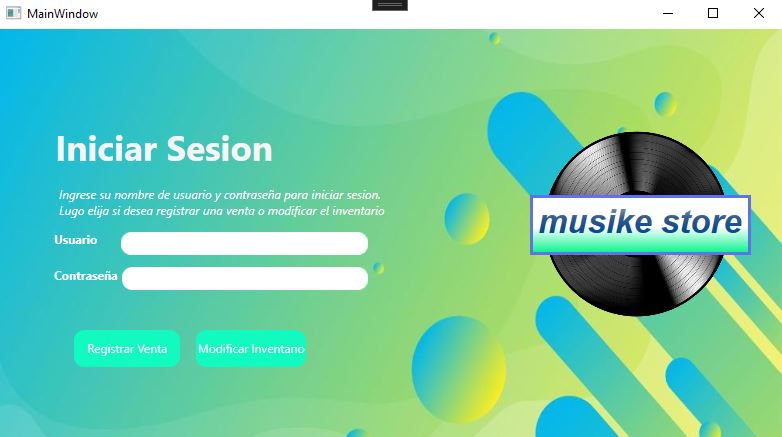 MainWindow
Iniciar Sesion
Ingrese su nombre de usuario y contraseña para iniciar sesion.
Lugo elija si desea registrar una venta o modificar el inventario
Usuario
Contraseña
Registrar Venta
Modificar Inventario
musike store